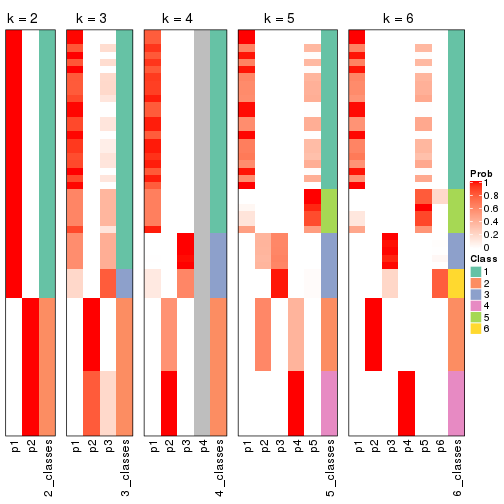 k = 2
k = 3
k = 4
k = 5
k = 6
p1
p2
2_classes
p1
p2
p3
3_classes
p1
p2
p3
p4
4_classes
p1
p2
p3
p4
p5
5_classes
p1
p2
p3
p4
p5
p6
6_classes
Prob
1
0.8
0.6
0.4
0.2
0
Class
1
2
3
4
5
6